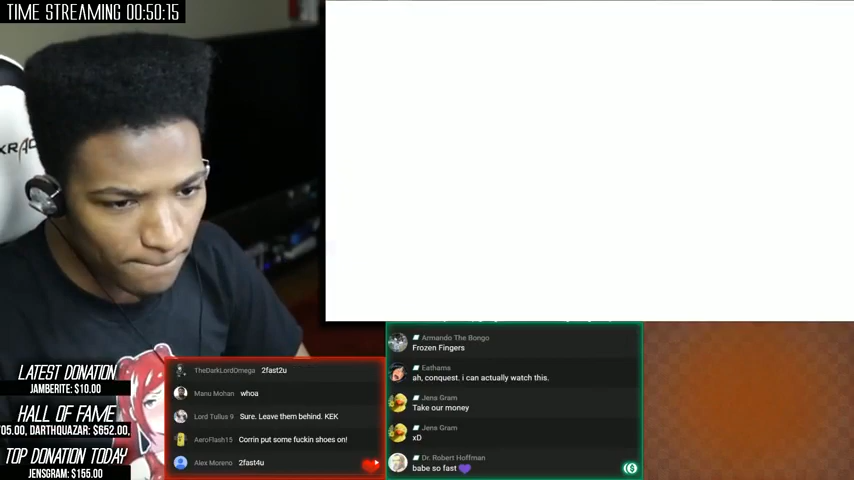 TIME STREAMING 00:50:15
XRAC
LATEST DONATION
JAMBERITE: $10.00
HALL OF FAME
705.00, DARTHQUAZAR: $652.00,
TOP DONATION TODAY
JENSGRAM: $155.00
TheDarkLordOmega 2fast2u
Manu Mohan whoa
Lord Tullus 9 Sure. Leave them behind. KEK
AeroFlash15 Corrin put some fuckin shoes on!
Alex Moreno 2fast4u
Armando The Bongo
Frozen Fingers
Eathams
ah, conquest. i can actually watch this.
Jens Gram
Take our money
Jens Gram
xD
Dr. Robert Hoffman
babe so fast